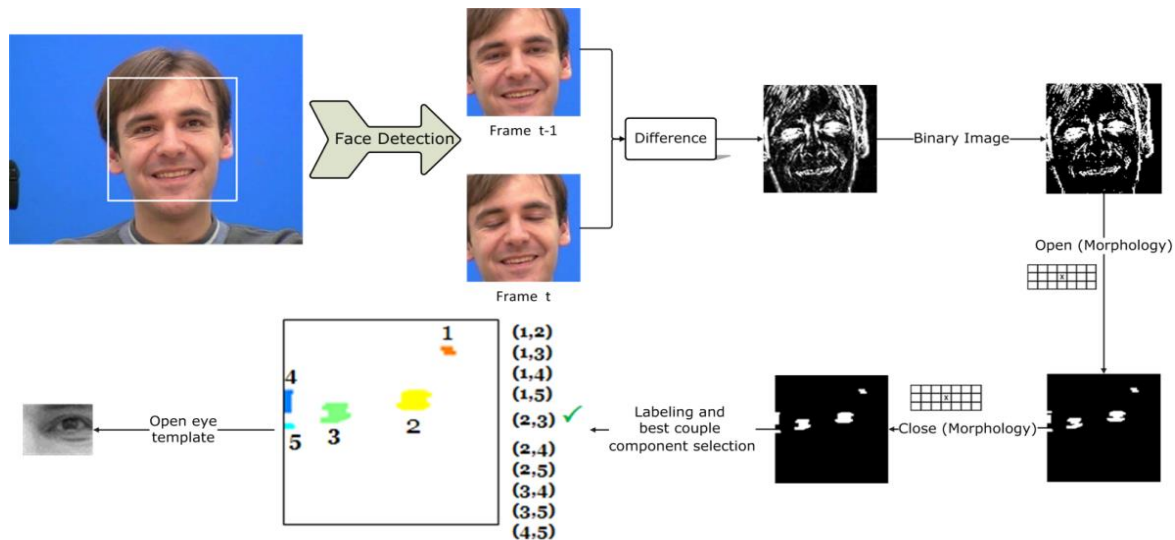 Face Detection
Frame t-1
Frame t
Difference
Binary Image
Open (Morphology)
x
Close (Morphology)
x
Labeling and
best couple
component selection
1
2
3
4
5
(1,2)
(1,3)
(1,4)
(1,5)
(2,3) ✓
(2,4)
(2,5)
(3,4)
(3,5)
(4,5)
Open eye
template